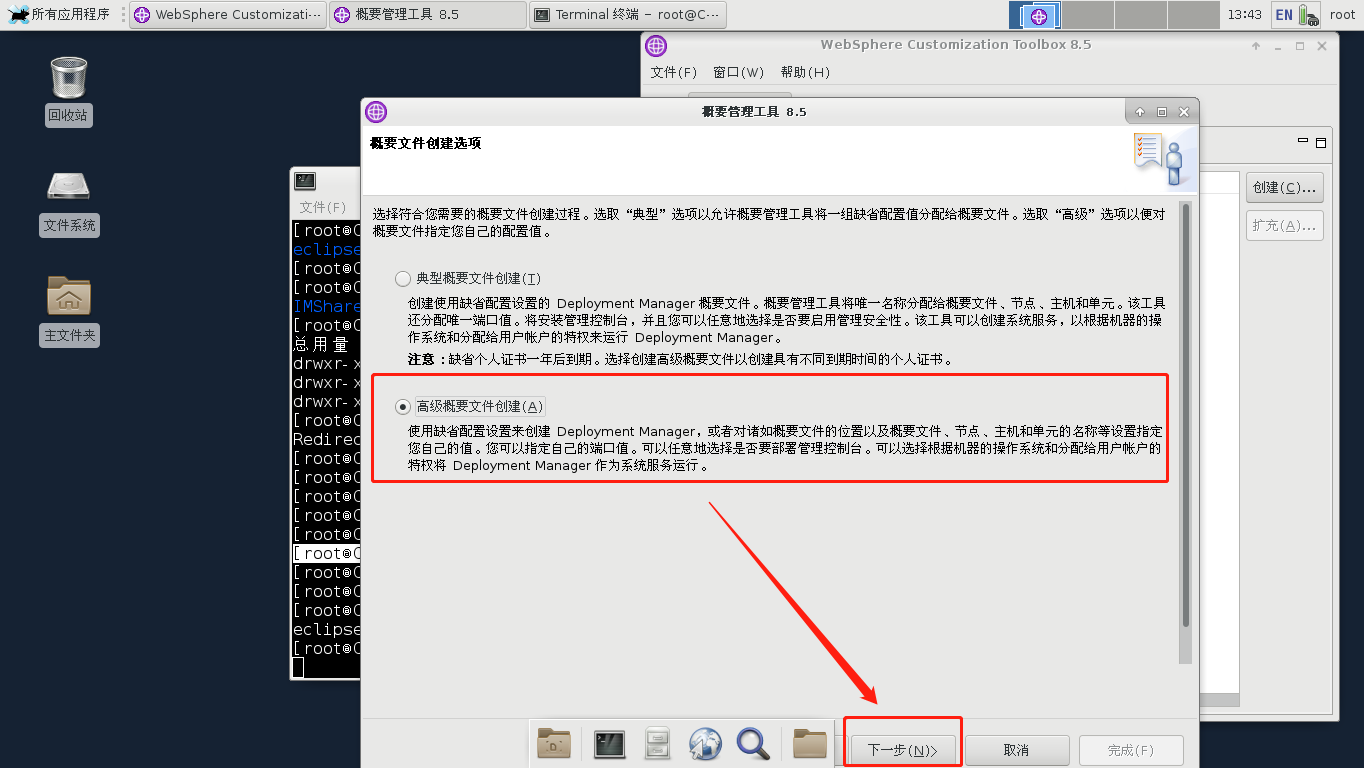 所有应用程序
WebSphere Customizati···
概要管理工具 8.5
Terminal 终端 - root@C···
13:43
EN
root
回收站
文件系统
主文件夹
WebSphere Customization Toolbox 8.5
文件(F) 窗口(W) 帮助(H)
创建(C)...
扩充(A)...
文件(F)
[root@C
eclipse
[root@C
[root@C
IMShare
[root@C
总用量
drwxr-x
drwxr-x
drwxr-x
[root@C
Redirec
[root@C
[root@C
[root@C
[root@C
[root@C
[root@C
[root@C
[root@C
[root@C
eclipse
[root@C
概要管理工具 8.5
概要文件创建选项
选择符合您需要的概要文件创建过程。选取“典型”选项以允许概要管理工具将一组缺省配置值分配给概要文件。选取“高级”选项以便对
概要文件指定您自己的配置值。
典型概要文件创建(T)
创建使用缺省配置设置的 Deployment Manager 概要文件。概要管理工具将唯一名称分配给概要文件、节点、主机和单元。该工具
还分配唯一端口值。将安装管理控制台，并且您可以任意地选择是否要启用管理安全性。该工具可以创建系统服务，以根据机器的操
作系统和分配给用户帐户的特权来运行 Deployment Manager。
注意：缺省个人证书一年后到期。选择创建高级概要文件以创建具有不同到期时间的个人证书。
高级概要文件创建(A)
使用缺省配置设置来创建 Deployment Manager，或者对诸如概要文件的位置以及概要文件、节点、主机和单元的名称等设置指定
您自己的值。您可以指定自己的端口值。可以任意地选择是否要部署管理控制台。可以选择根据机器的操作系统和分配给用户帐户的
特权将 Deployment Manager 作为系统服务运行。
下一步(N)>
取消
完成(F)